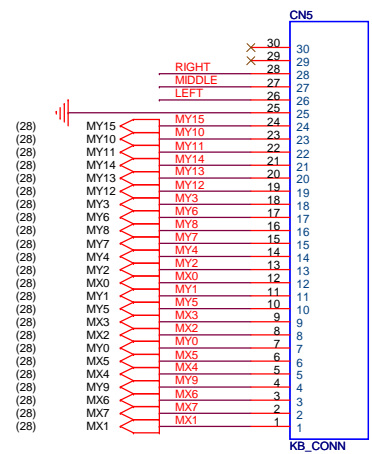 CN5
30 30
29 29
RIGHT 28 28
MIDDLE 27 27
LEFT 26 26
25 25
(28) MY15 MY15 24 24
(28) MY10 MY10 23 23
(28) MY11 MY11 22 22
(28) MY14 MY14 21 21
(28) MY13 MY13 20 20
(28) MY12 MY12 19 19
(28) MY3 MY3 18 18
(28) MY6 MY6 17 17
(28) MY8 MY8 16 16
(28) MY7 MY7 15 15
(28) MY4 MY4 14 14
(28) MY2 MY2 13 13
(28) MX0 MX0 12 12
(28) MY1 MY1 11 11
(28) MY5 MY5 10 10
(28) MX3 MX3 9 9
(28) MX2 MX2 8 8
(28) MY0 MY0 7 7
(28) MX5 MX5 6 6
(28) MX4 MX4 5 5
(28) MY9 MY9 4 4
(28) MX6 MX6 3 3
(28) MX7 MX7 2 2
(28) MX1 MX1 1 1
KB_CONN